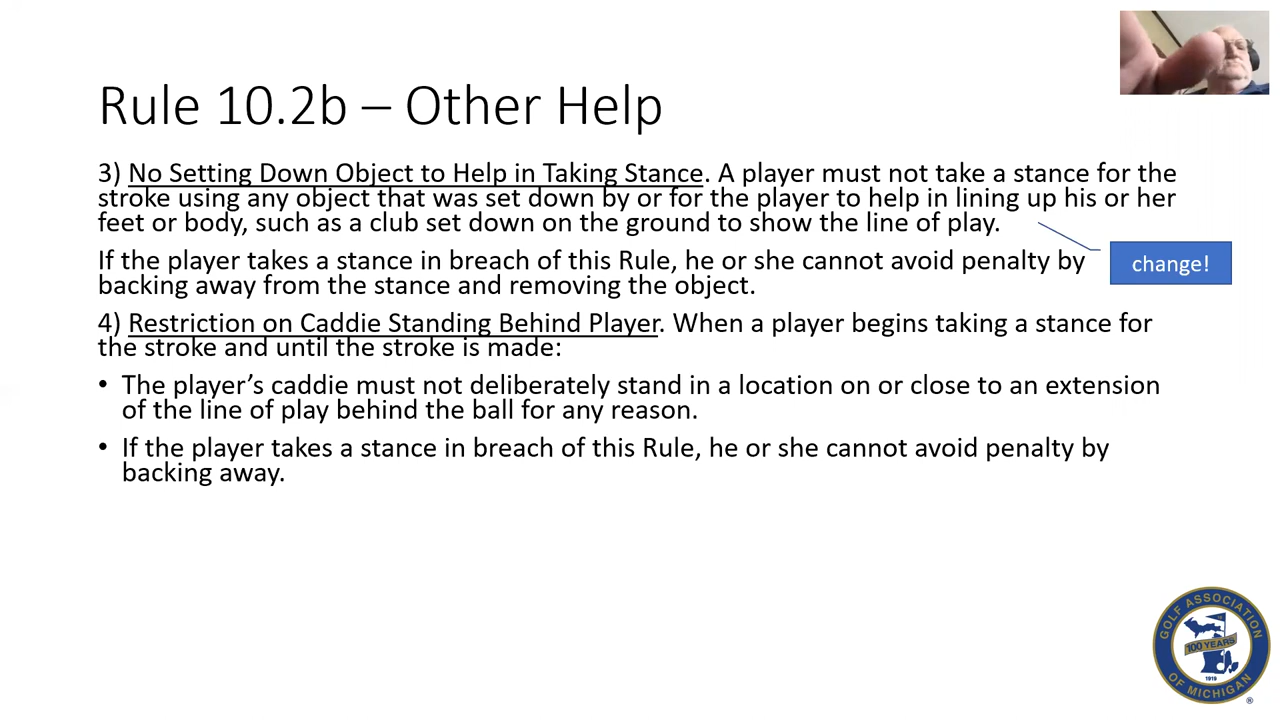 Rule 10.2b – Other Help
3) No Setting Down Object to Help in Taking Stance. A player must not take a stance for the
stroke using any object that was set down by or for the player to help in lining up his or her
feet or body, such as a club set down on the ground to show the line of play.
If the player takes a stance in breach of this Rule, he or she cannot avoid penalty by
backing away from the stance and removing the object.
change!
4) Restriction on Caddie Standing Behind Player. When a player begins taking a stance for
the stroke and until the stroke is made:
• The player’s caddie must not deliberately stand in a location on or close to an extension
of the line of play behind the ball for any reason.
• If the player takes a stance in breach of this Rule, he or she cannot avoid penalty by
backing away.
GOLF ASSOCIATION
100 YEARS
1919
OF MICHIGAN
®